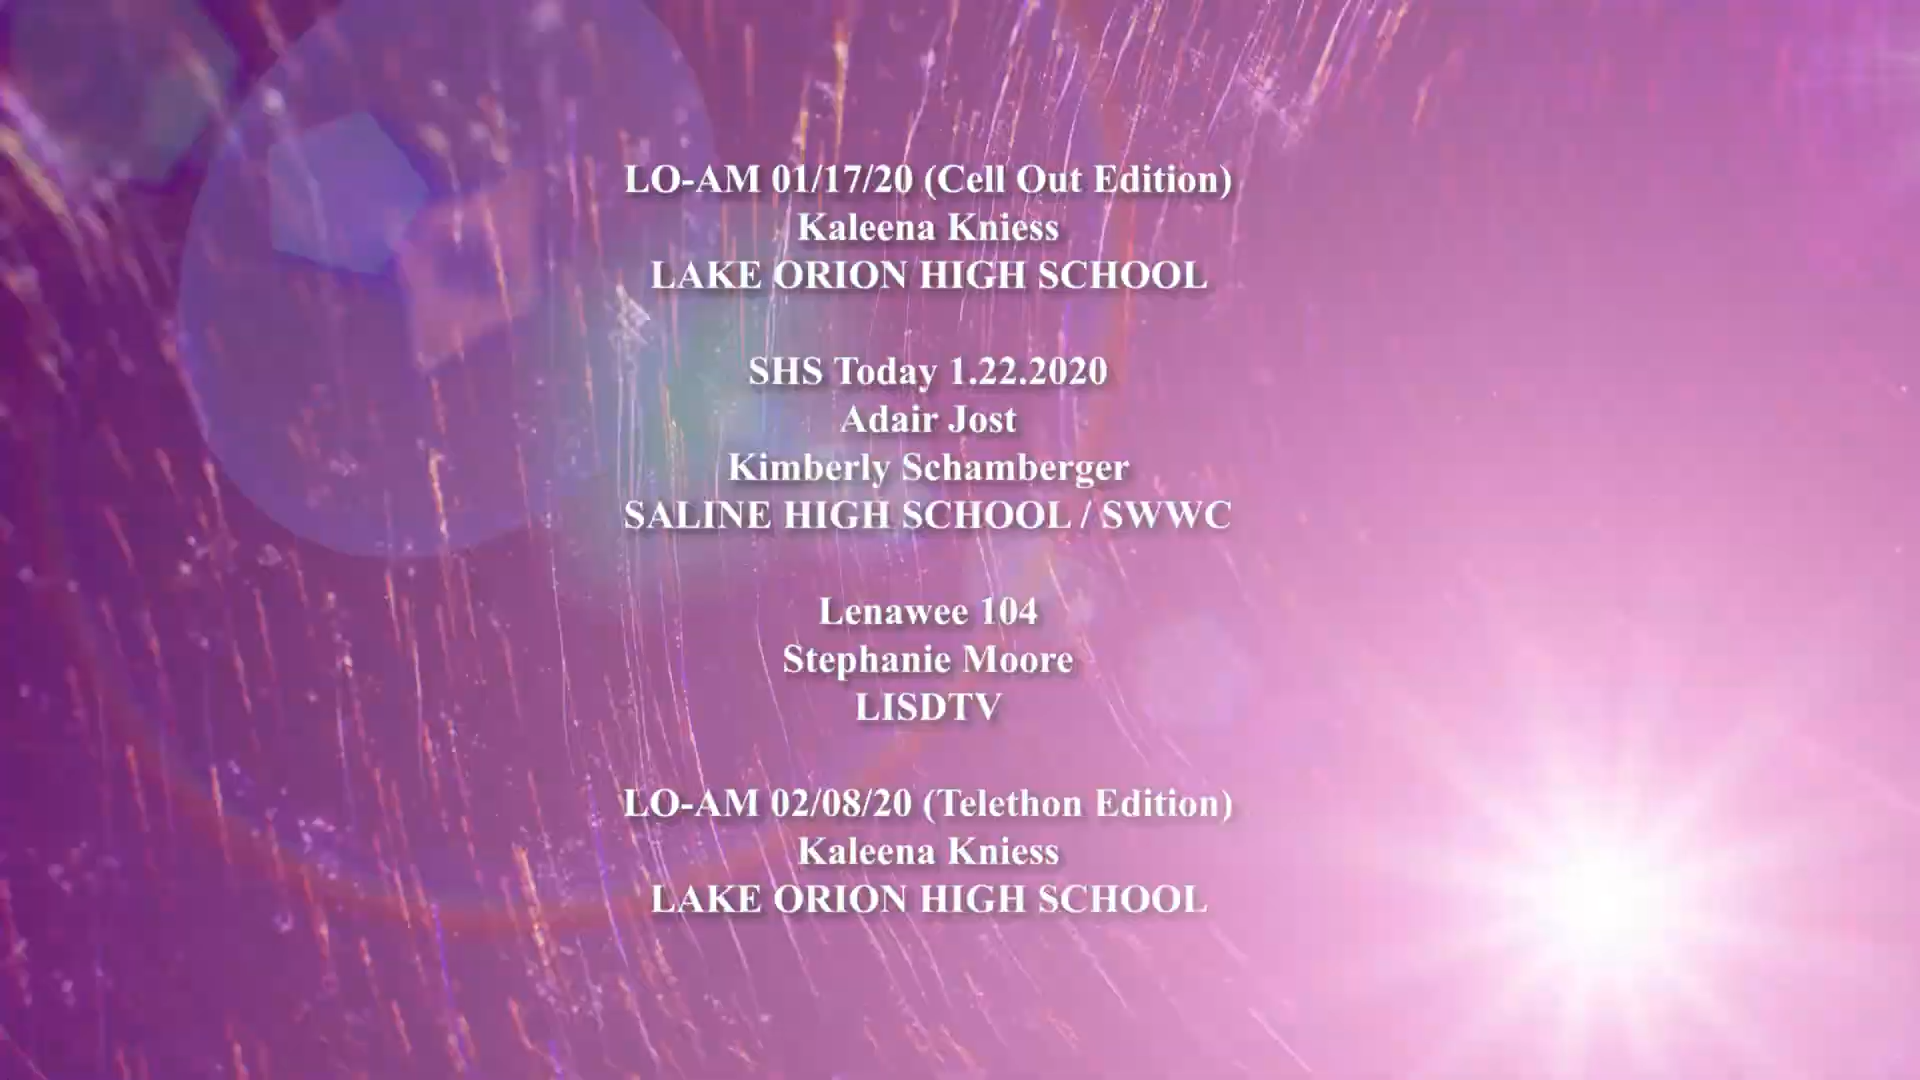 LO-AM 01/17/20 (Cell Out Edition)
Kaleena Kniess
LAKE ORION HIGH SCHOOL
SHS Today 1.22.2020
Adair Jost
Kimberly Schamberger
SALINE HIGH SCHOOL / SWWC
Lenawee 104
Stephanie Moore
LISDTV
LO-AM 02/08/20 (Telethon Edition)
Kaleena Kniess
LAKE ORION HIGH SCHOOL